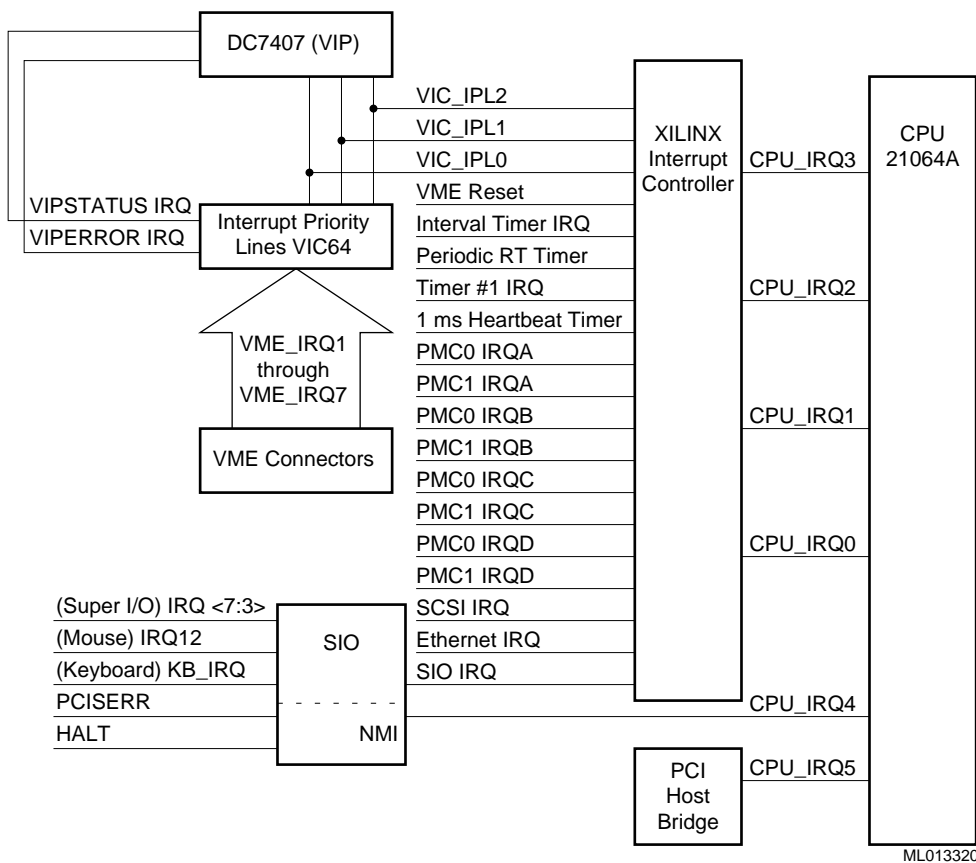 DC7407 (VIP)
VIC_IPL2
VIC_IPL1
VIC_IPL0
VME Reset
Interval Timer IRQ
Periodic RT Timer
Timer #1 IRQ
1 ms Heartbeat Timer
PMC0 IRQA
PMC1 IRQA
PMC0 IRQB
PMC1 IRQB
PMC0 IRQC
PMC1 IRQC
PMC0 IRQD
PMC1 IRQD
SCSI IRQ
Ethernet IRQ
SIO IRQ
XILINX
Interrupt
Controller
CPU_IRQ3
CPU_IRQ2
CPU_IRQ1
CPU_IRQ0
CPU_IRQ4
CPU_IRQ5
CPU
21064A
VIPSTATUS IRQ
VIPERROR IRQ
Interrupt Priority
Lines VIC64
VME_IRQ1
through
VME_IRQ7
VME Connectors
(Super I/O) IRQ <7:3>
(Mouse) IRQ12
(Keyboard) KB_IRQ
PCISERR
HALT
SIO
NMI
PCI
Host
Bridge
ML013320